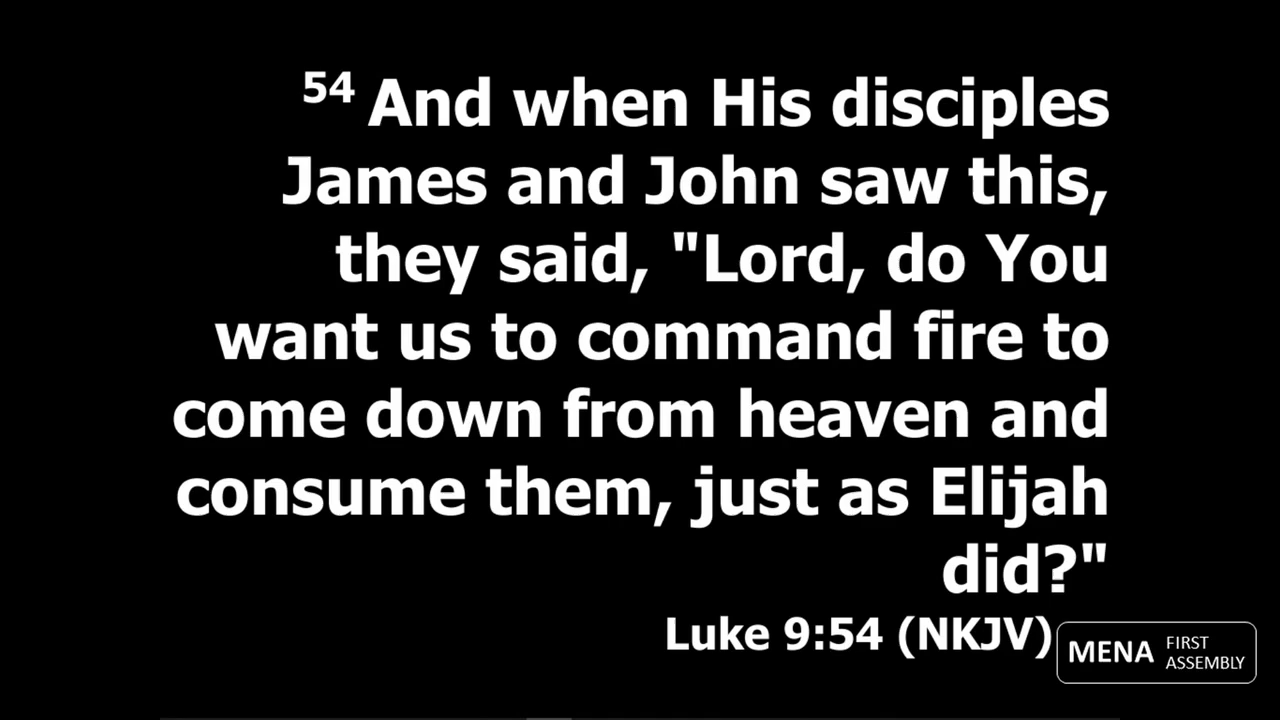 54 And when His disciples
James and John saw this,
they said, "Lord, do You
want us to command fire to
come down from heaven and
consume them, just as Elijah
did?"
Luke 9:54 (NKJV)
MENA FIRST
ASSEMBLY